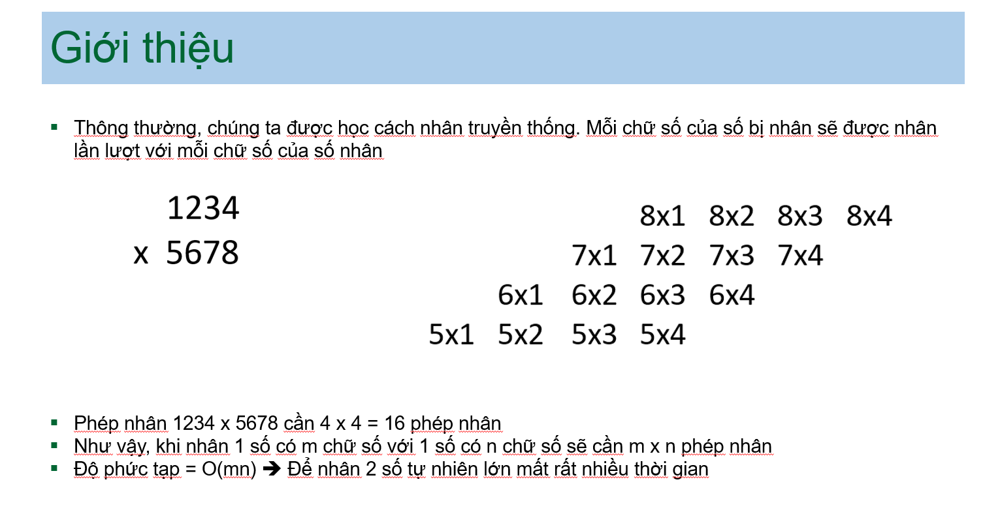 Giới thiệu
Thông thường, chúng ta được học cách nhân truyền thống. Mỗi chữ số của số bị nhân sẽ được nhân
lần lượt với mỗi chữ số của số nhân
1234
x 5678
8x1 8x2 8x3 8x4
7x1 7x2 7x3 7x4
6x1 6x2 6x3 6x4
5x1 5x2 5x3 5x4
Phép nhân 1234 x 5678 cần 4 x 4 = 16 phép nhân
Như vậy, khi nhân 1 số có m chữ số với 1 số có n chữ số sẽ cần m x n phép nhân
Độ phức tạp = O(mn) ➔ Để nhân 2 số tự nhiên lớn mất rất nhiều thời gian